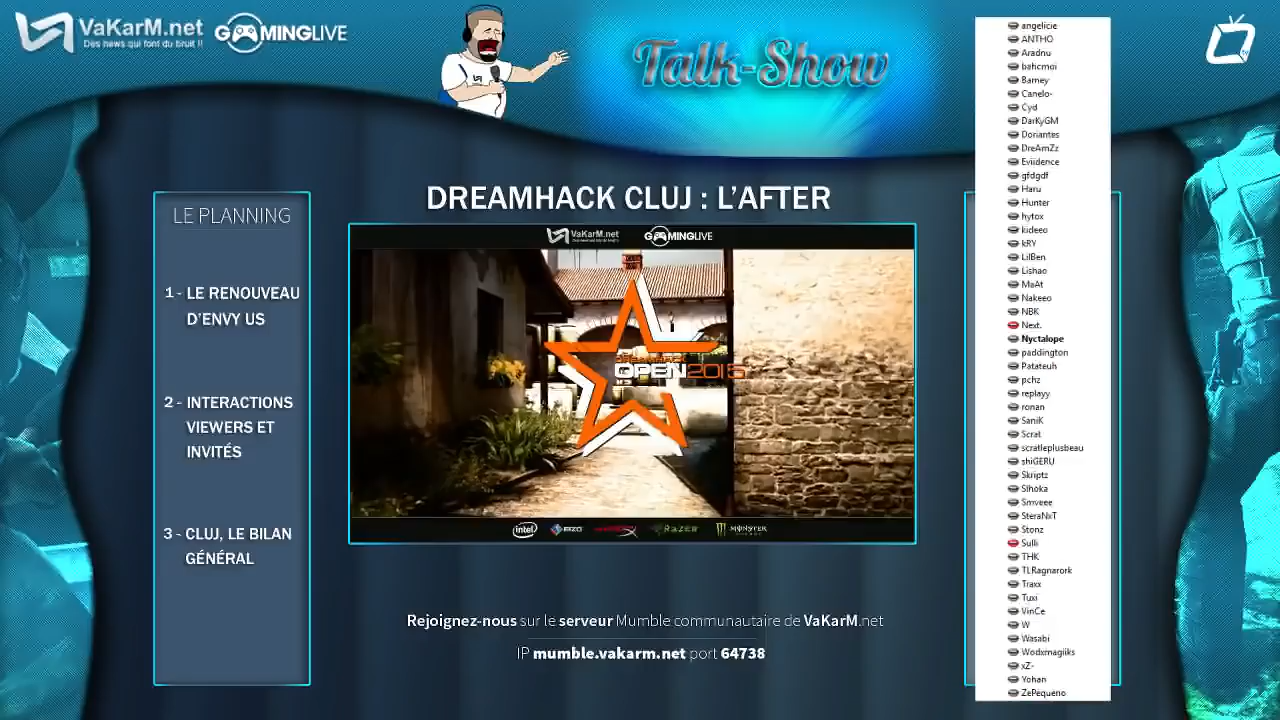 VaKarM.net
Des news qui font du bruit !!
GAMINGLIVE
Talk-Show
tv
LE PLANNING
1 - LE RENOUVEAU
D'ENVY US
2 - INTERACTIONS
VIEWERS ET
INVITÉS
3 - CLUJ, LE BILAN
GÉNÉRAL
DREAMHACK CLUJ : L'AFTER
VaKarM.net
GAMINGLIVE
OPEN2015
intel
EIZO
RAZER
MONSTER
Rejoignez-nous sur le serveur Mumble communautaire de VaKarM.net
IP mumble.vakarm.net port 64738
angelicie
ANTHO
Aradnu
bahomoi
Barney
Canelo-
Cyd
DarKyGM
Doriantes
DreAmZz
Eviidence
gfdgdf
Haru
Hunter
hytox
kideeo
kRY
LilBen
Lishao
MaAt
Nakeeo
NBK
Next.
Nyctalope
paddington
Patateuh
pchz
replayy
ronan
SaniK
Scrat
scratleplusbeau
shiGERU
Skriptz
Slhoka
Smveee
SteraNxT
Stonz
Sulli
THK
TLRagnarork
Traxx
Tuxi
VinCe
W
Wasabi
Wodxmagiiks
xZ-
Yohan
ZePequeno